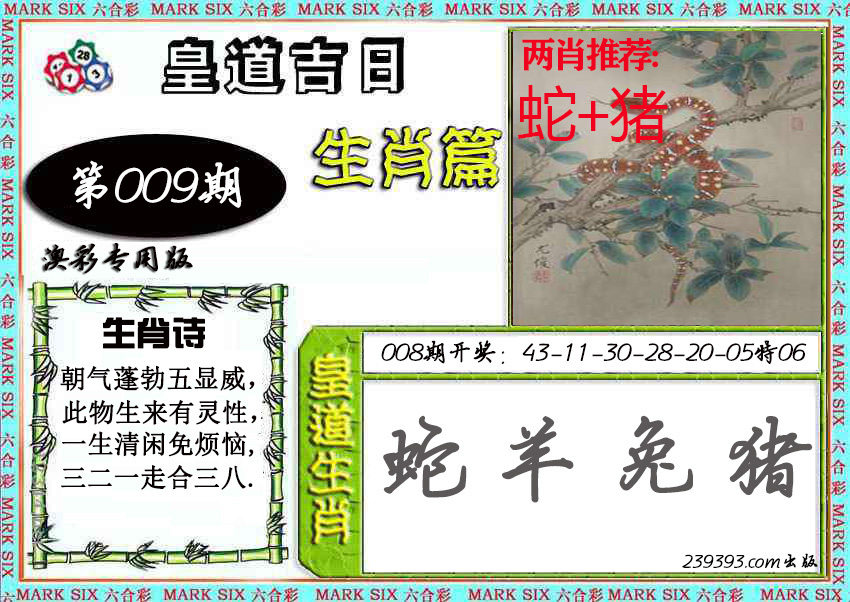 MARK SIX 六合彩 MARK SIX 六合彩 MARK SIX 六合彩 MARK SIX 六合彩 MARK SIX 六合彩 MARK SIX 六合彩
28
1
3
皇道吉日
生肖篇
第009期
澳彩专用版
两肖推荐:
蛇+猪
生肖诗
朝气蓬勃五显威，
此物生来有灵性，
一生清闲免烦恼，
三二一走合三八.
008期开奖：43-11-30-28-20-05特06
皇道生肖
蛇羊兔猪
239393.com出版
MARK SIX 六合彩 MARK SIX 六合彩 MARK SIX 六合彩 MARK SIX 六合彩 MARK SIX 六合彩 MARK SIX 六合彩